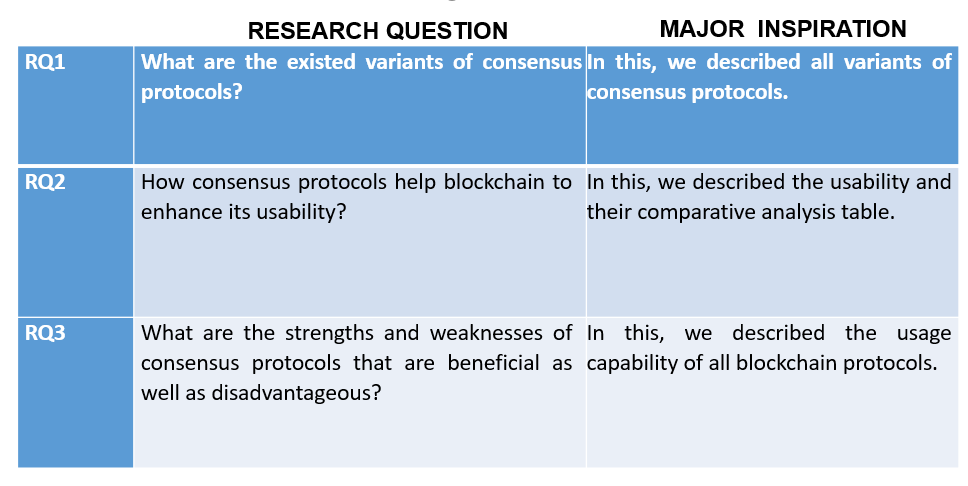 RESEARCH QUESTION MAJOR INSPIRATION
RQ1
What are the existed variants of consensus
protocols?
In this, we described all variants of
consensus protocols.
RQ2
How consensus protocols help blockchain to
enhance its usability?
In this, we described the usability and
their comparative analysis table.
RQ3
What are the strengths and weaknesses of
consensus protocols that are beneficial as
well as disadvantageous?
In this, we described the usage
capability of all blockchain protocols.